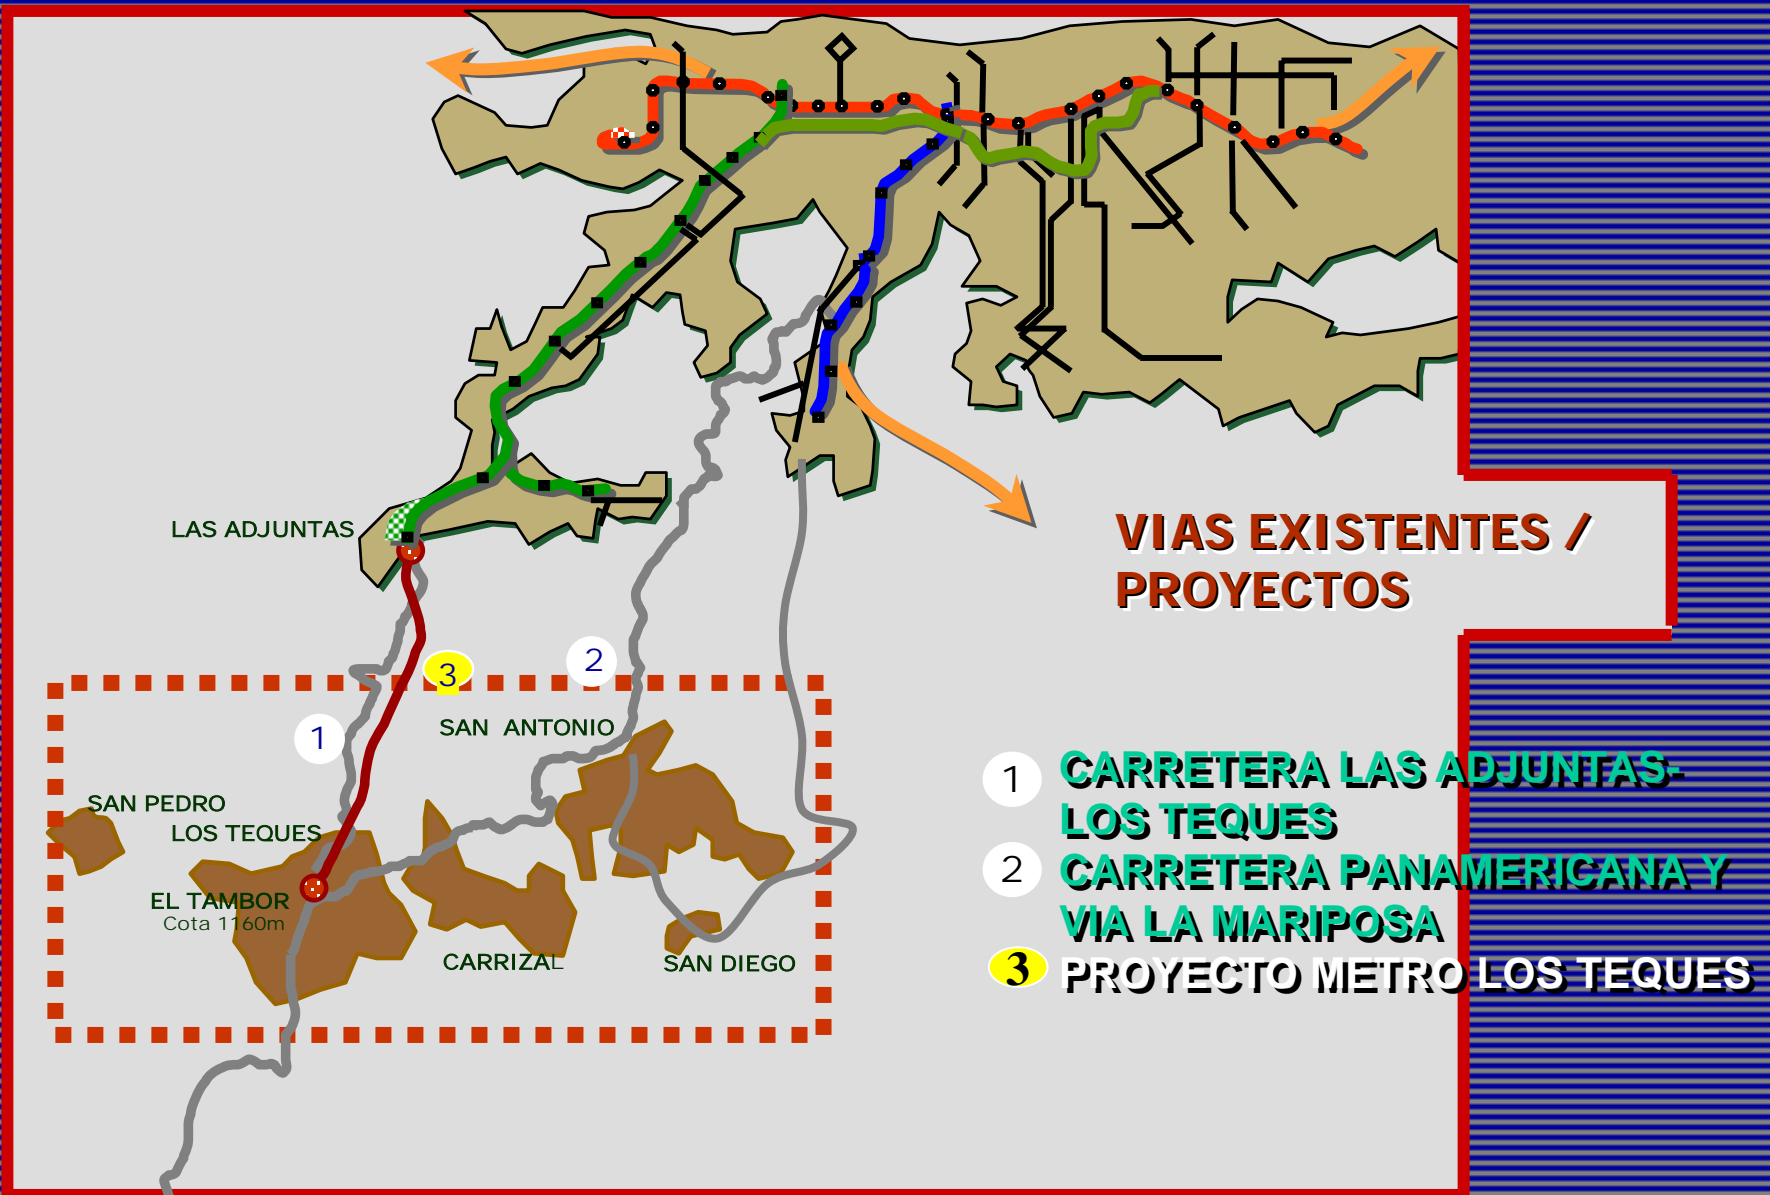 LAS ADJUNTAS
VIAS EXISTENTES /
PROYECTOS
3
2
1
SAN  ANTONIO
SAN PEDRO
LOS TEQUES
EL TAMBOR
Cota 1160m
CARRIZAL
SAN DIEGO
1 CARRETERA LAS ADJUNTAS-
LOS TEQUES
2 CARRETERA PANAMERICANA Y
VIA LA MARIPOSA
3 PROYECTO METRO LOS TEQUES